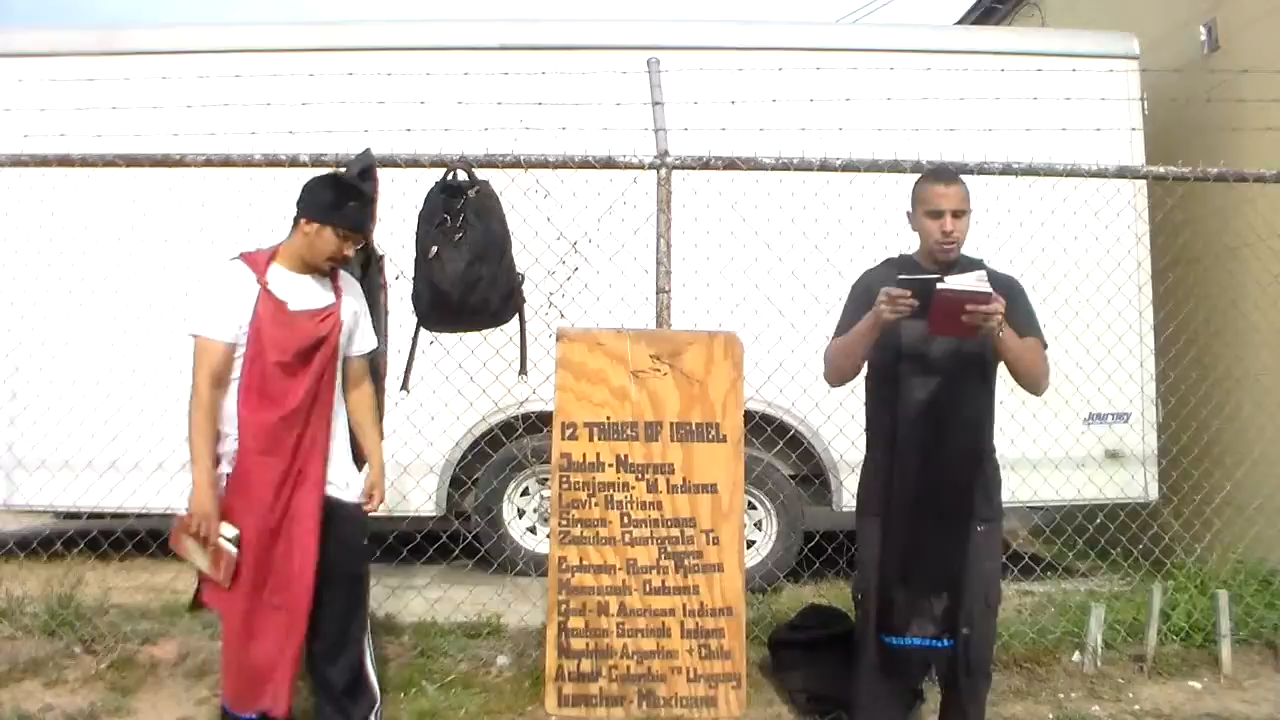 12 TRIBES OF ISRAEL
Judah - Negroes
Benjamin - W. Indians
Levi - Haitians
Simeon - Dominicans
Zebulon - Guatemala To
Panama
Ephraim - Puerto Ricans
Manasseh - Cubans
Gad - N. American Indians
Reuben - Seminole Indians
Naphtali - Argentina + Chile
Asher - Colombia To Uruguay
Issachar - Mexicans
Journey